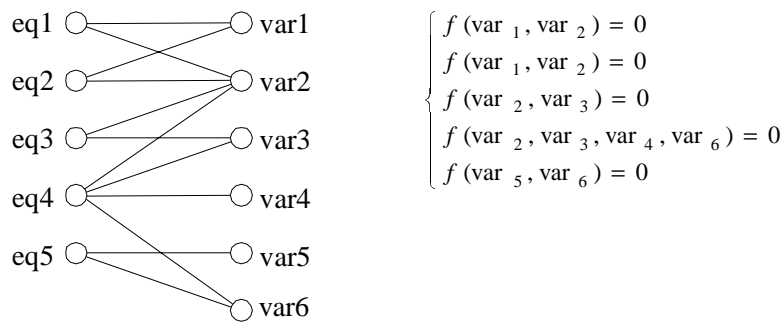 eq1 var1
eq2 var2
eq3 var3
eq4 var4
eq5 var5
var6
f (var 1, var 2) = 0
f (var 1, var 2) = 0
f (var 2, var 3) = 0
f (var 2, var 3, var 4, var 6) = 0
f (var 5, var 6) = 0